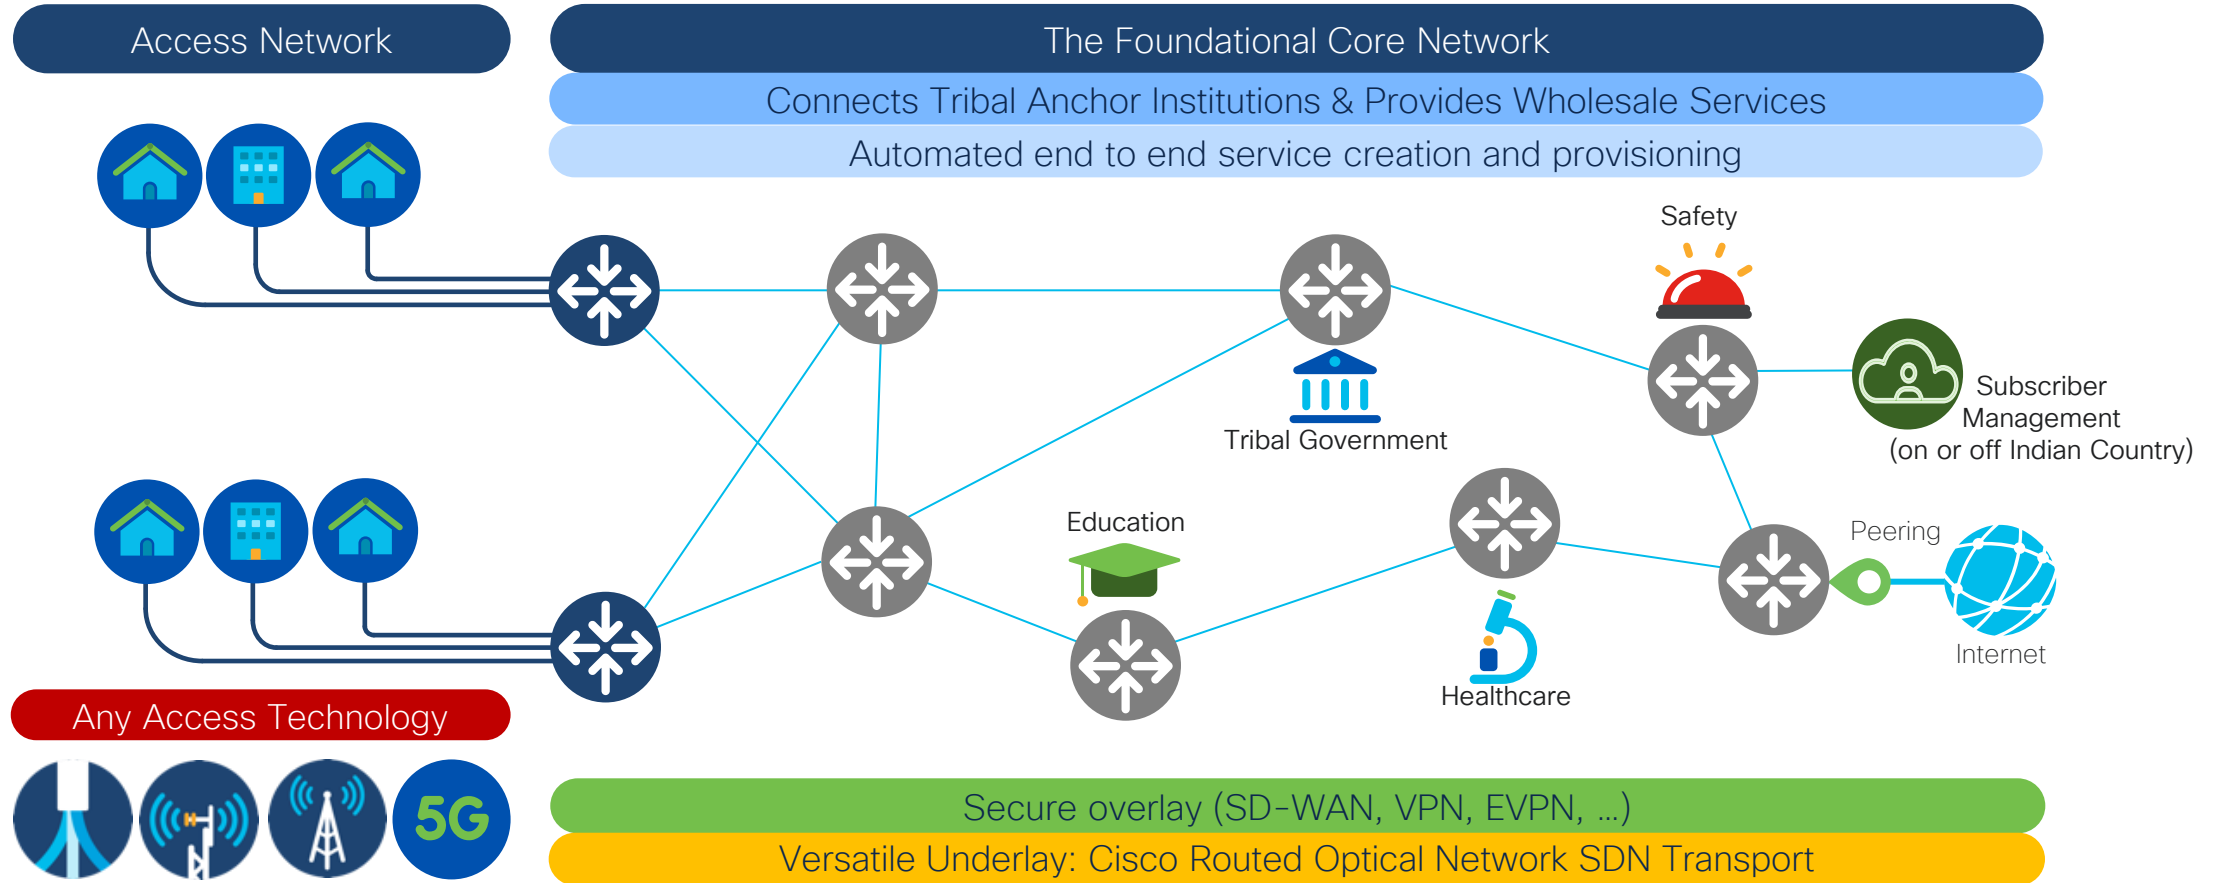 Access Network
The Foundational Core Network
Connects Tribal Anchor Institutions & Provides Wholesale Services
Automated end to end service creation and provisioning
Safety
Subscriber
Management
(on or off Indian Country)
Tribal Government
Education
Peering
Internet
Healthcare
Any Access Technology
5G
Secure overlay (SD-WAN, VPN, EVPN, ...)
Versatile Underlay: Cisco Routed Optical Network SDN Transport